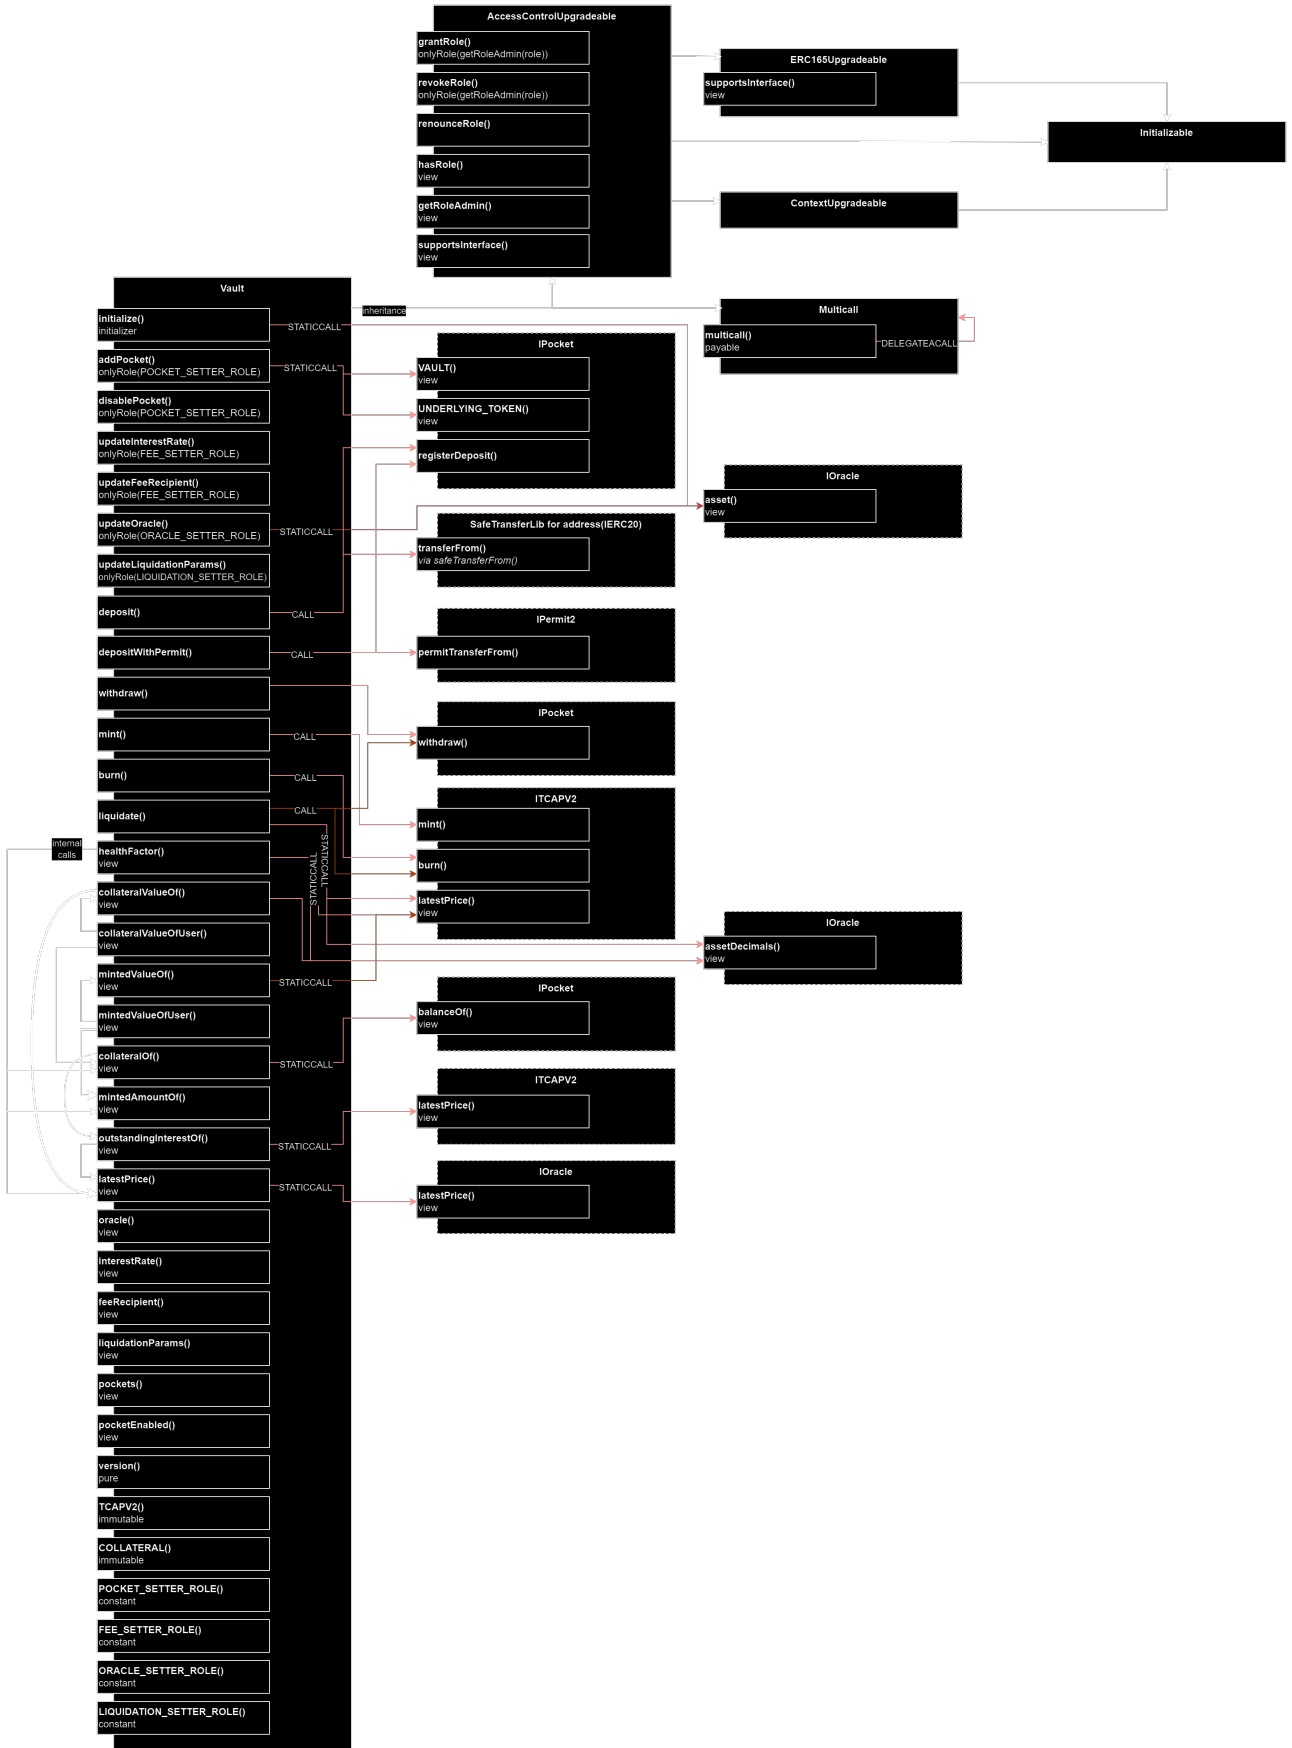 AccessControlUpgradeable
grantRole()
onlyRole(getRoleAdmin(role))
revokeRole()
onlyRole(getRoleAdmin(role))
renounceRole()
hasRole()
view
getRoleAdmin()
view
supportsInterface()
view
ERC165Upgradeable
supportsInterface()
view
Initializable
ContextUpgradeable
inheritance
Multicall
multicall()
payable
DELEGATEACALL
Vault
initialize()
initializer
STATICCALL
addPocket()
onlyRole(POCKET_SETTER_ROLE)
STATICCALL
disablePocket()
onlyRole(POCKET_SETTER_ROLE)
updateInterestRate()
onlyRole(FEE_SETTER_ROLE)
updateFeeRecipient()
onlyRole(FEE_SETTER_ROLE)
updateOracle()
onlyRole(ORACLE_SETTER_ROLE)
STATICCALL
updateLiquidationParams()
onlyRole(LIQUIDATION_SETTER_ROLE)
deposit()
CALL
depositWithPermit()
CALL
withdraw()
mint()
CALL
burn()
CALL
liquidate()
CALL
STATICCALL
STATICCALL
internal
calls
healthFactor()
view
collateralValueOf()
view
collateralValueOfUser()
view
mintedValueOf()
view
STATICCALL
mintedValueOfUser()
view
collateralOf()
view
STATICCALL
mintedAmountOf()
view
outstandingInterestOf()
view
STATICCALL
latestPrice()
view
STATICCALL
oracle()
view
interestRate()
view
feeRecipient()
view
liquidationParams()
view
pockets()
view
pocketEnabled()
view
version()
pure
TCAPV2()
immutable
COLLATERAL()
immutable
POCKET_SETTER_ROLE()
constant
FEE_SETTER_ROLE()
constant
ORACLE_SETTER_ROLE()
constant
LIQUIDATION_SETTER_ROLE()
constant
IPocket
VAULT()
view
UNDERLYING_TOKEN()
view
registerDeposit()
IOracle
asset()
view
SafeTransferLib for address(IERC20)
transferFrom()
via safeTransferFrom()
IPermit2
permitTransferFrom()
IPocket
withdraw()
ITCAPV2
mint()
burn()
latestPrice()
view
IOracle
assetDecimals()
view
IPocket
balanceOf()
view
ITCAPV2
latestPrice()
view
IOracle
latestPrice()
view